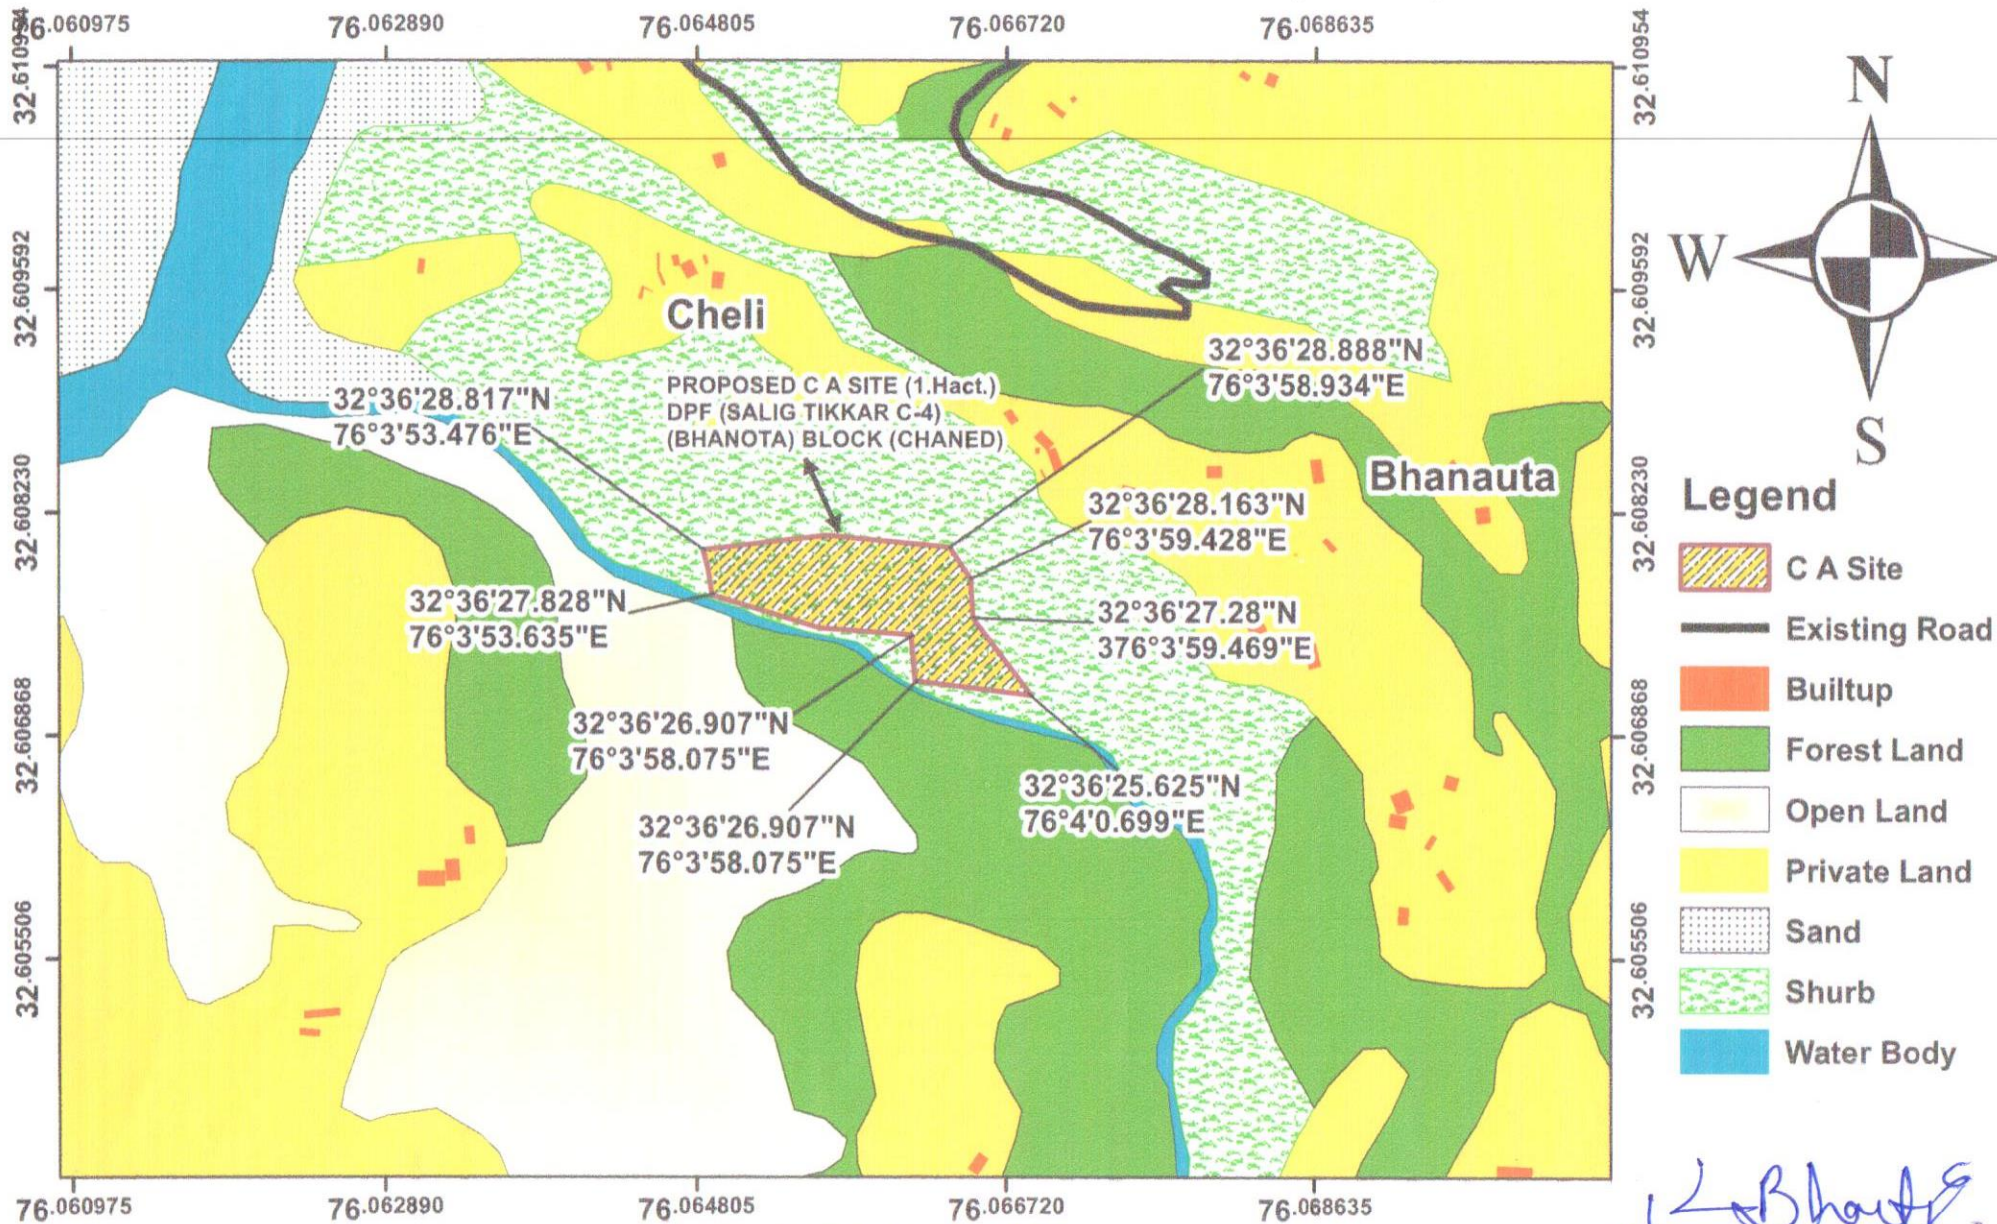 76.060975 76.062890 76.064805 76.066720 76.068635
32.610954 32.609592 32.608230 32.606868 32.605506
32.610954 32.609592 32.608230 32.606868 32.605506
N
W
S
Cheli
PROPOSED C A SITE (1.Hact.)
DPF (SALIG TIKKAR C-4)
(BHANOTA) BLOCK (CHANED)
32°36'28.817"N
76°3'53.476"E
32°36'28.888"N
76°3'58.934"E
Bhanauta
32°36'28.163"N
76°3'59.428"E
32°36'27.828"N
76°3'53.635"E
32°36'27.28"N
376°3'59.469"E
32°36'26.907"N
76°3'58.075"E
32°36'25.625"N
76°4'0.699"E
32°36'26.907"N
76°3'58.075"E
Legend
C A Site
Existing Road
Builtup
Forest Land
Open Land
Private Land
Sand
Shurb
Water Body
76.060975 76.062890 76.064805 76.066720 76.068635